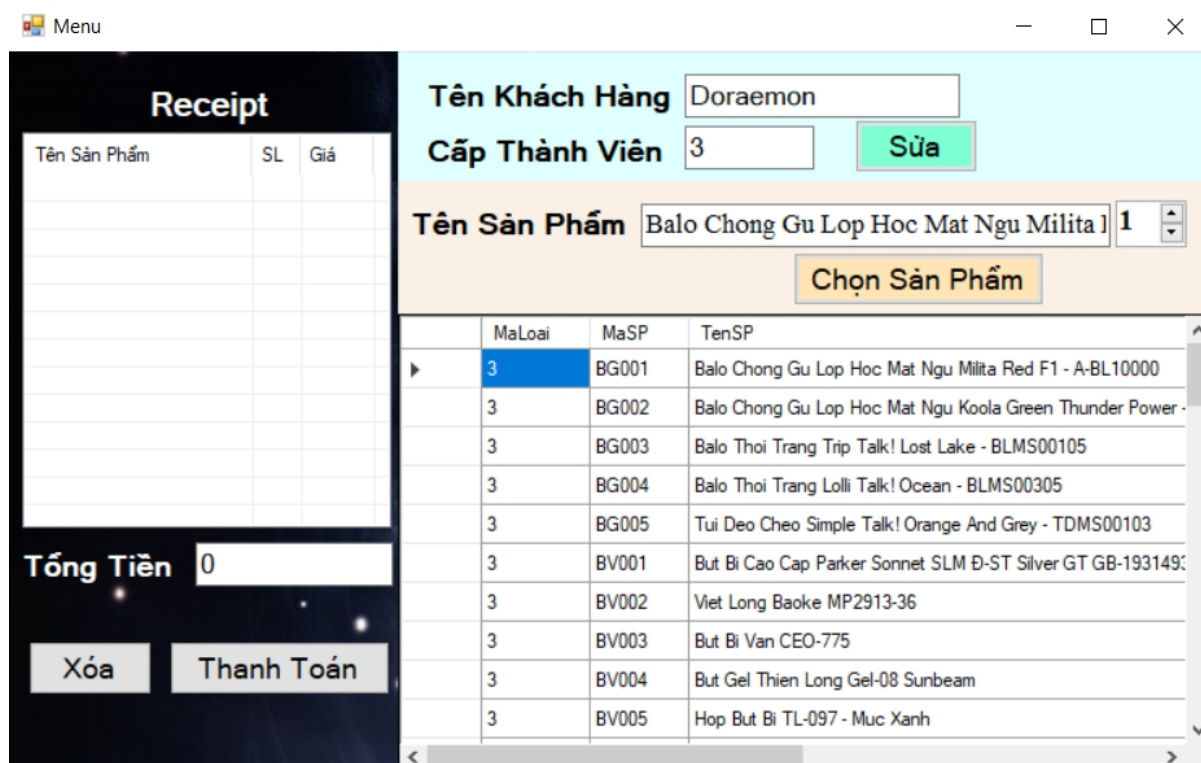 Menu
Receipt
Tên Sản Phẩm SL Giá
Tổng Tiền 0
Xóa Thanh Toán
Tên Khách Hàng Doraemon
Cấp Thành Viên 3 Sửa
Tên Sản Phẩm Balo Chong Gu Lop Hoc Mat Ngu Milita 1
Chọn Sản Phẩm
MaLoai MaSP TenSP
3 BG001 Balo Chong Gu Lop Hoc Mat Ngu Milita Red F1 - A-BL10000
3 BG002 Balo Chong Gu Lop Hoc Mat Ngu Koola Green Thunder Power -
3 BG003 Balo Thoi Trang Trip Talk! Lost Lake - BLMS00105
3 BG004 Balo Thoi Trang Lolli Talk! Ocean - BLMS00305
3 BG005 Tui Deo Cheo Simple Talk! Orange And Grey - TDMS00103
3 BV001 But Bi Cao Cap Parker Sonnet SLM Đ-ST Silver GT GB-1931493
3 BV002 Viet Long Baoke MP2913-36
3 BV003 But Bi Van CEO-775
3 BV004 But Gel Thien Long Gel-08 Sunbeam
3 BV005 Hop But Bi TL-097 - Muc Xanh